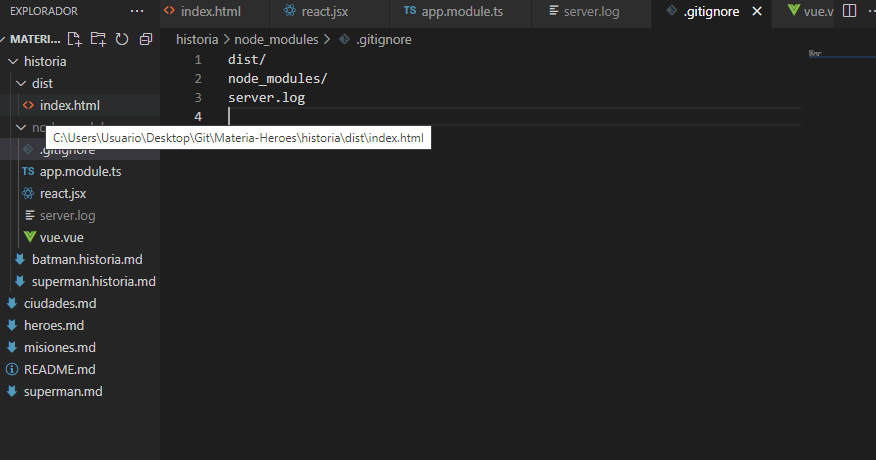 EXPLORADOR ···
index.html
react.jsx
TS app.module.ts
server.log
.gitignore
vue.v
MATERI...
historia > node_modules > .gitignore
historia
dist
index.html
C:\Users\Usuario\Desktop\Git\Materia-Heroes\historia\dist\index.html
.gitignore
TS app.module.ts
react.jsx
server.log
vue.vue
batman.historia.md
superman.historia.md
ciudades.md
heroes.md
misiones.md
README.md
superman.md
1 dist/
2 node_modules/
3 server.log
4